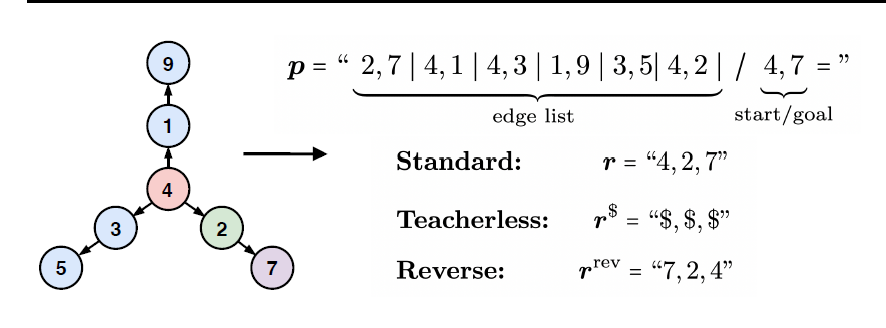 9
1
4
3
2
5
7
p = “ 2, 7 | 4, 1 | 4, 3 | 1, 9 | 3, 5| 4, 2 | / 4, 7 = ”
edge list
start/goal
Standard: r = “4, 2, 7”
Teacherless: r^$ = “$, $, $”
Reverse: r^rev = “7, 2, 4”